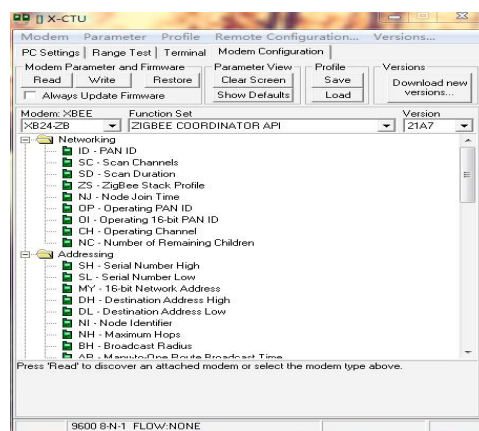 X-CTU
Modem Parameter Profile Remote Configuration... Versions...
PC Settings Range Test Terminal Modem Configuration
Modem Parameter and Firmware Parameter View Profile Versions
Read Write Restore Clear Screen Save Download new versions...
Always Update Firmware Show Defaults Load
Modem: XBEE Function Set Version
XB24-ZB ZIGBEE COORDINATOR API 21A7
Networking
ID - PAN ID
SC - Scan Channels
SD - Scan Duration
ZS - ZigBee Stack Profile
NJ - Node Join Time
OP - Operating PAN ID
OI - Operating 16-bit PAN ID
CH - Operating Channel
NC - Number of Remaining Children
Addressing
SH - Serial Number High
SL - Serial Number Low
MY - 16-bit Network Address
DH - Destination Address High
DL - Destination Address Low
NI - Node Identifier
NH - Maximum Hops
BH - Broadcast Radius
AR - Many-to-One Route Broadcast Time
Press 'Read' to discover an attached modem or select the modem type above.
9600 8-N-1 FLOW:NONE